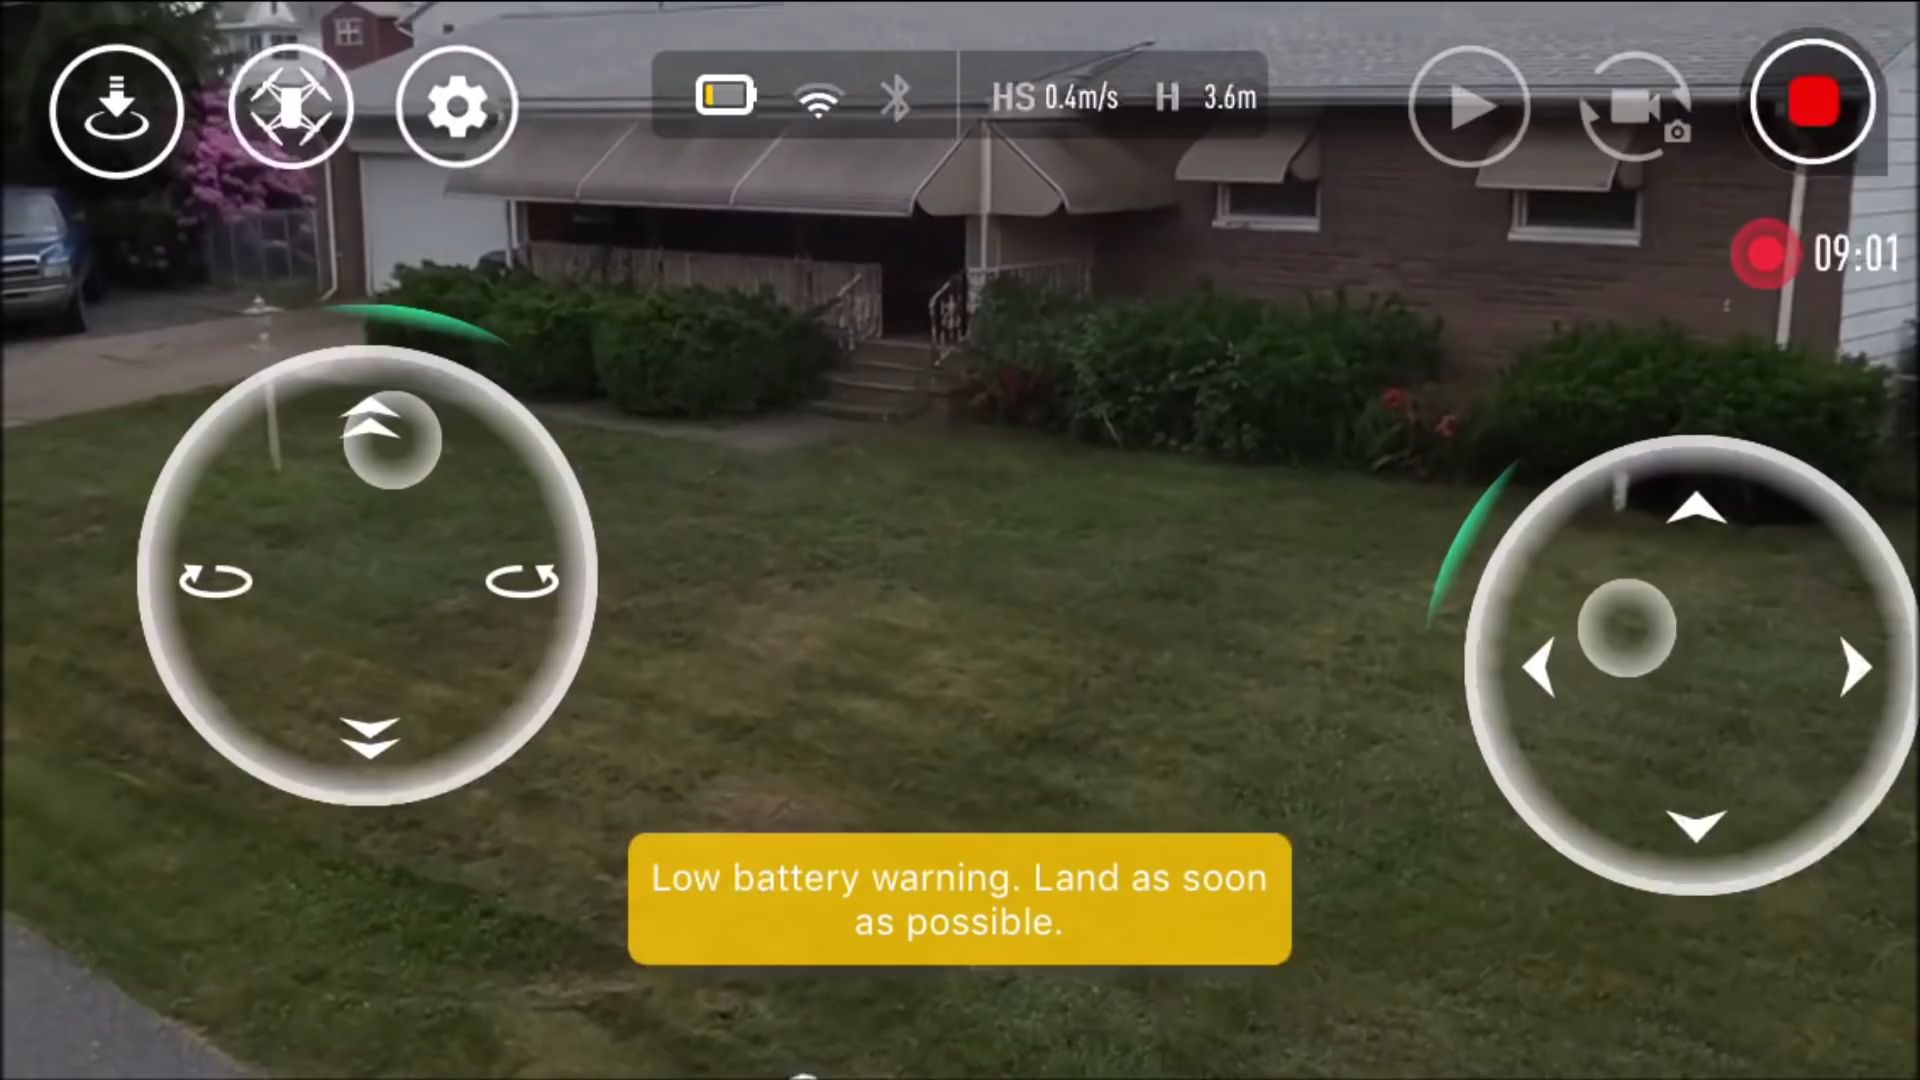 HS 0.4m/s H 3.6m
09:01
Low battery warning. Land as soon
as possible.